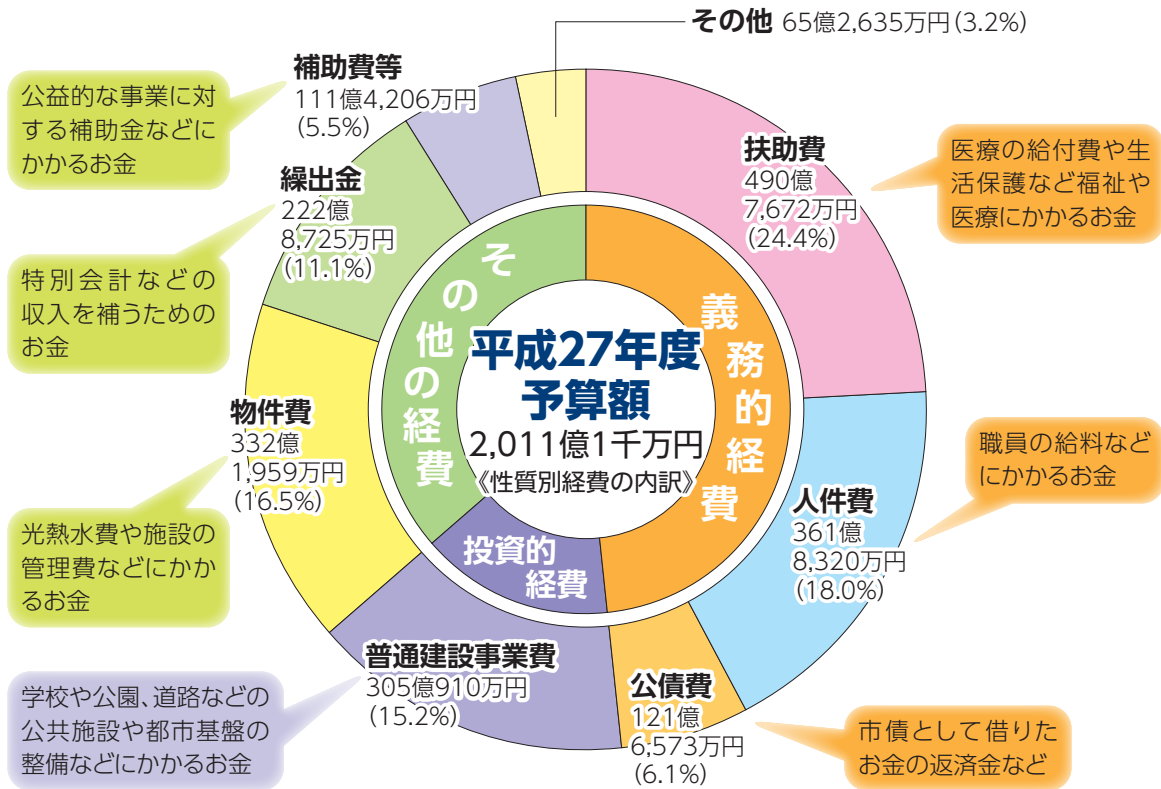 その他 65億2,635万円(3.2%)
補助費等
111億4,206万円
(5.5%)
公益的な事業に対
する補助金などに
かかるお金
扶助費
490億
7,672万円
(24.4%)
医療の給付費や生
活保護など福祉や
医療にかかるお金
繰出金
222億
8,725万円
(11.1%)
特別会計などの
収入を補うための
お金
その他の経費
義務的経費
平成27年度
予算額
2,011億1千万円
《性質別経費の内訳》
物件費
332億
1,959万円
(16.5%)
職員の給料など
にかかるお金
人件費
361億
8,320万円
(18.0%)
光熱水費や施設の
管理費などにかか
るお金
投資的
経費
普通建設事業費
305億910万円
(15.2%)
学校や公園、道路などの
公共施設や都市基盤の
整備などにかかるお金
公債費
121億
6,573万円
(6.1%)
市債として借りた
お金の返済金など